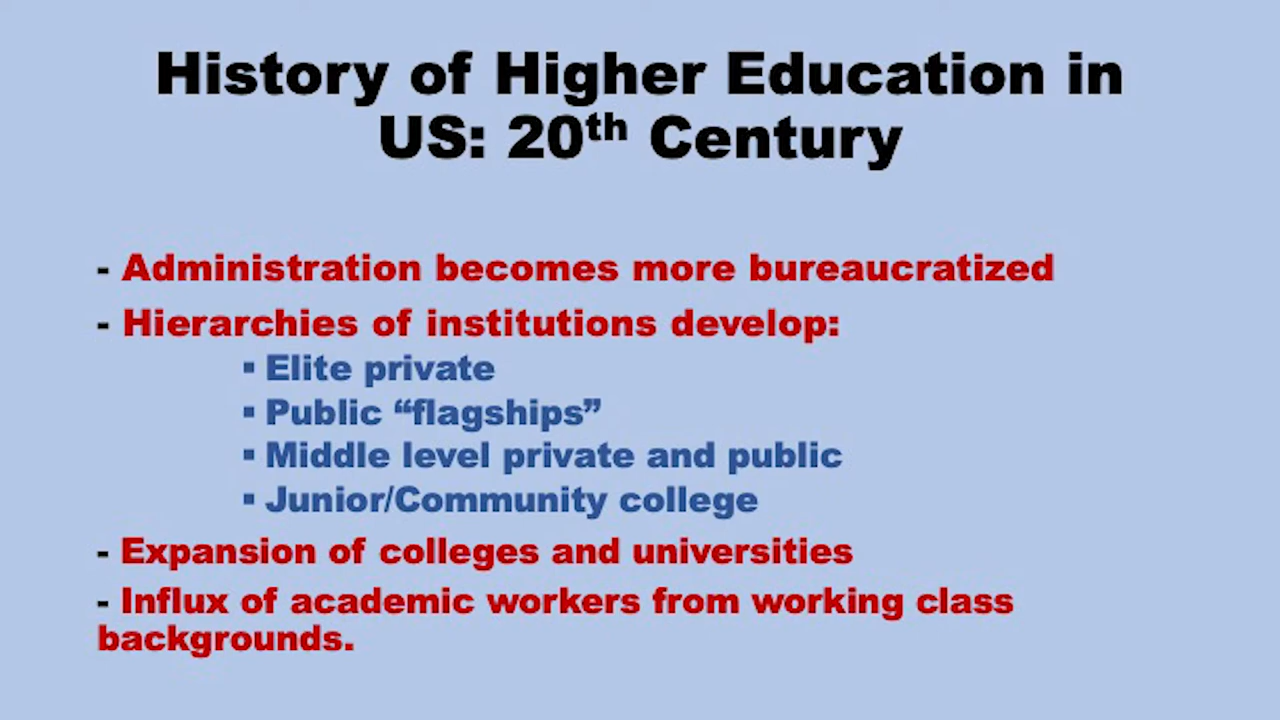 History of Higher Education in
US: 20th Century
- Administration becomes more bureaucratized
- Hierarchies of institutions develop:
▪ Elite private
▪ Public “flagships”
▪ Middle level private and public
▪ Junior/Community college
- Expansion of colleges and universities
- Influx of academic workers from working class
backgrounds.